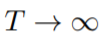 T → ∞